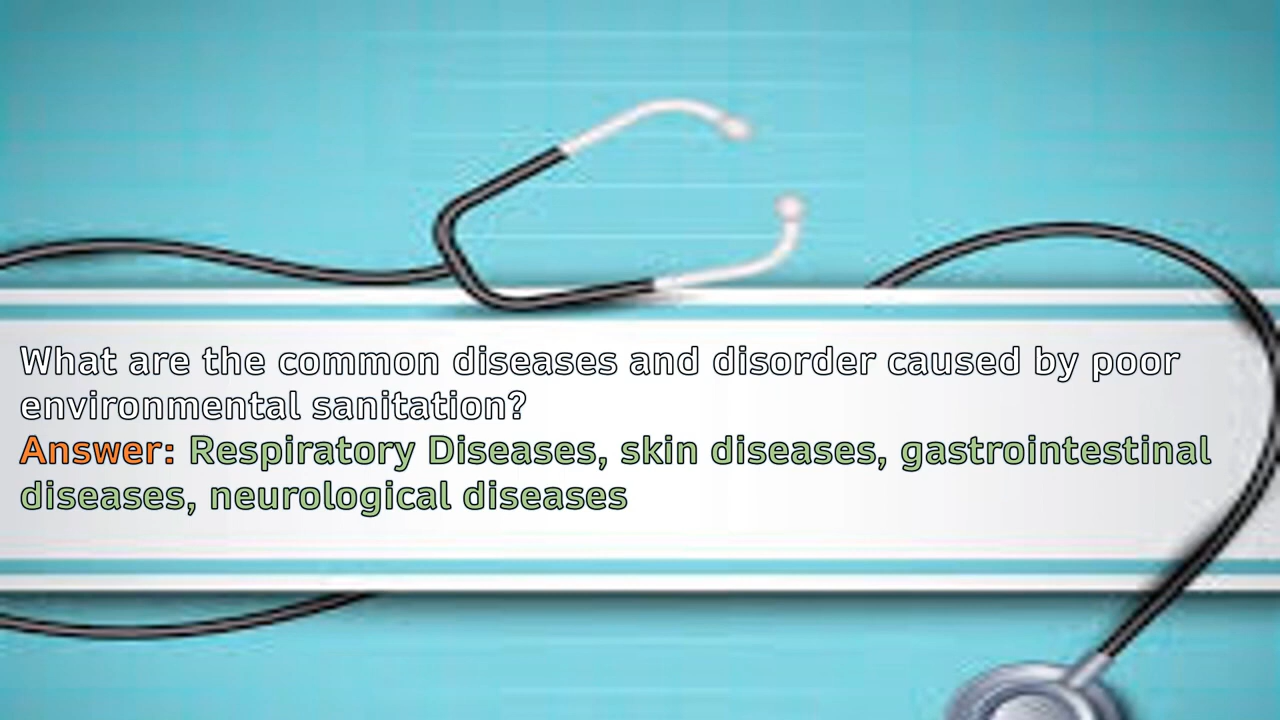 What are the common diseases and disorder caused by poor
environmental sanitation?
Answer: Respiratory Diseases, skin diseases, gastrointestinal
diseases, neurological diseases